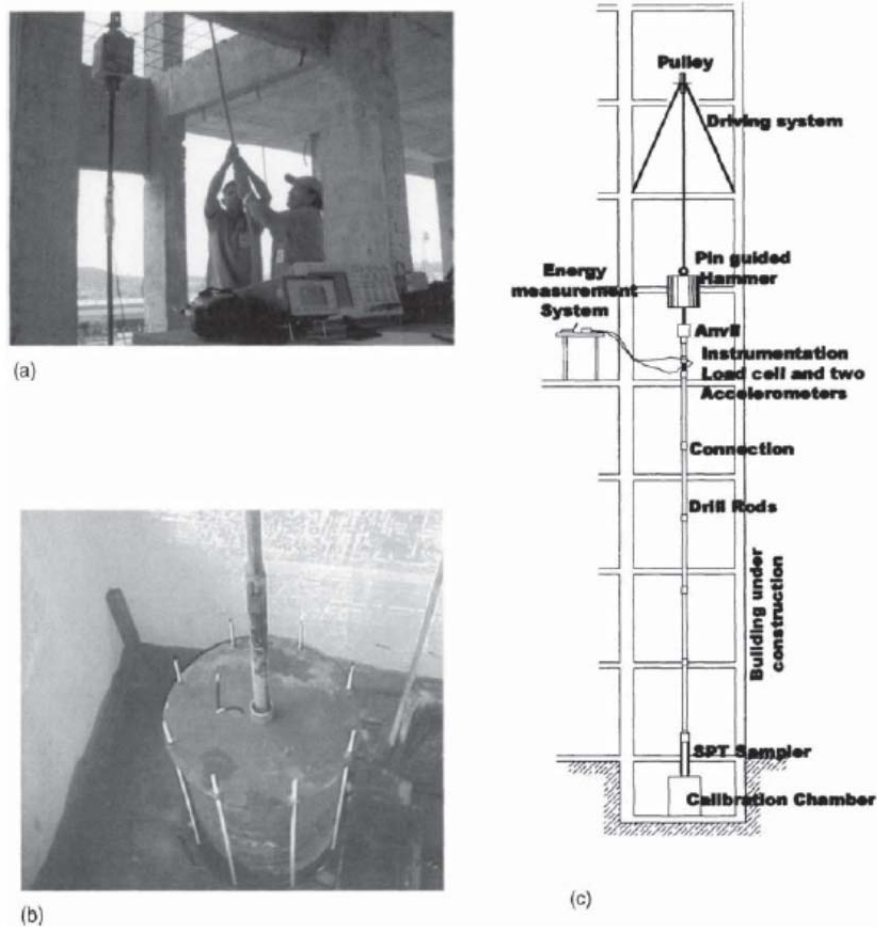 (a)
(b)
Pulley
Driving system
Pin guided
Hammer
Energy
measurement
System
Anvil
Instrumentation
Load cell and two
Accelerometers
Connection
Drill Rods
Building under
construction
SPT Sampler
Calibration Chamber
(c)